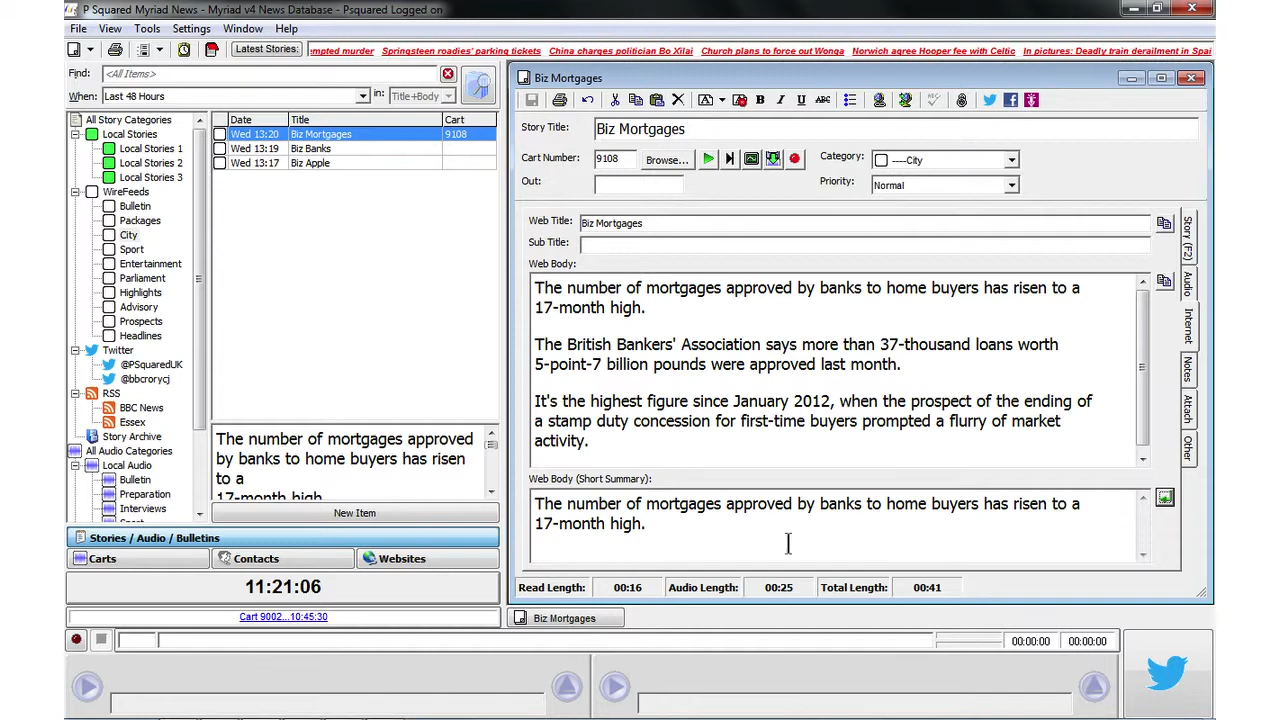 P Squared Myriad News - Myriad v4 News Database - Psquared Logged on
File View Tools Settings Window Help
Latest Stories: mpted murder Springsteen roadies' parking tickets China charges politician Bo Xilai Church plans to force out Wonga Norwich agree Hooper fee with Celtic In pictures: Deadly train derailment in Spai
Find: <All Items>
When: Last 48 Hours in: Title+Body
All Story Categories
Local Stories
Local Stories 1
Local Stories 2
Local Stories 3
WireFeeds
Bulletin
Packages
City
Sport
Entertainment
Parliament
Highlights
Advisory
Prospects
Headlines
Twitter
@PSquaredUK
@bbcrorycj
RSS
BBC News
Essex
Story Archive
All Audio Categories
Local Audio
Bulletin
Preparation
Interviews
Date Title Cart
Wed 13:20 Biz Mortgages 9108
Wed 13:19 Biz Banks
Wed 13:17 Biz Apple
The number of mortgages approved
by banks to home buyers has risen
to a
17-month high.
New Item
Stories / Audio / Bulletins
Carts Contacts Websites
11:21:06
Cart 9002...10:45:30
Biz Mortgages
B I U ABC
Story Title: Biz Mortgages
Cart Number: 9108 Browse... Category: ----City
Out: Priority: Normal
Web Title: Biz Mortgages
Sub Title:
Web Body:
The number of mortgages approved by banks to home buyers has risen to a
17-month high.
The British Bankers' Association says more than 37-thousand loans worth
5-point-7 billion pounds were approved last month.
It's the highest figure since January 2012, when the prospect of the ending of
a stamp duty concession for first-time buyers prompted a flurry of market
activity.
Web Body (Short Summary):
The number of mortgages approved by banks to home buyers has risen to a
17-month high.
Story (F2)
Audio
Internet
Notes
Attach
Other
Read Length: 00:16 Audio Length: 00:25 Total Length: 00:41
Biz Mortgages
00:00:00 00:00:00